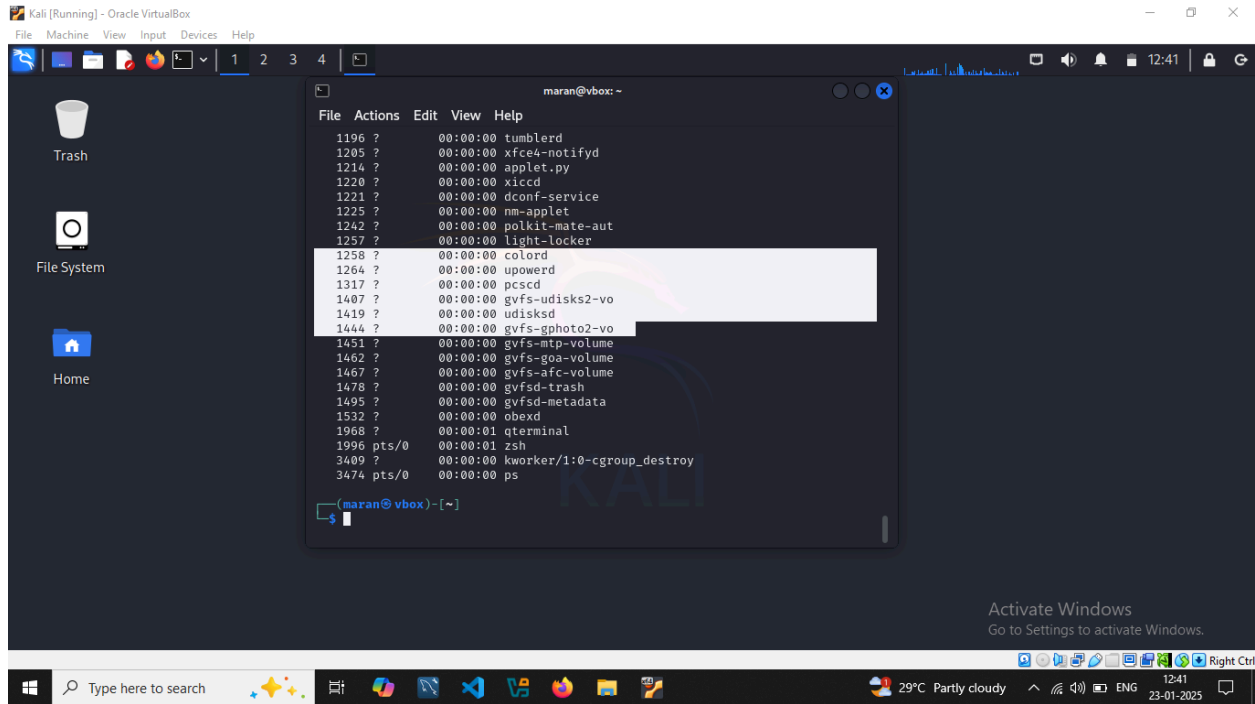 Kali [Running] - Oracle VirtualBox
File Machine View Input Devices Help
1 2 3 4
12:41
maran@vbox: ~
File Actions Edit View Help
1196 ? 00:00:00 tumblerd
1205 ? 00:00:00 xfce4-notifyd
1214 ? 00:00:00 applet.py
1220 ? 00:00:00 xiccd
1221 ? 00:00:00 dconf-service
1225 ? 00:00:00 nm-applet
1242 ? 00:00:00 polkit-mate-aut
1257 ? 00:00:00 light-locker
1258 ? 00:00:00 colord
1264 ? 00:00:00 upowerd
1317 ? 00:00:00 pcscd
1407 ? 00:00:00 gvfs-udisks2-vo
1419 ? 00:00:00 udisksd
1444 ? 00:00:00 gvfs-gphoto2-vo
1451 ? 00:00:00 gvfs-mtp-volume
1462 ? 00:00:00 gvfs-goa-volume
1467 ? 00:00:00 gvfs-afc-volume
1478 ? 00:00:00 gvfsd-trash
1495 ? 00:00:00 gvfsd-metadata
1532 ? 00:00:00 obexd
1968 ? 00:00:01 qterminal
1996 pts/0 00:00:01 zsh
3409 ? 00:00:00 kworker/1:0-cgroup_destroy
3474 pts/0 00:00:00 ps
(maran㉿vbox)-[~]
$
KALI
Trash
File System
Home
Activate Windows
Go to Settings to activate Windows.
Right Ctrl
Type here to search
29°C Partly cloudy
ENG
12:41
23-01-2025